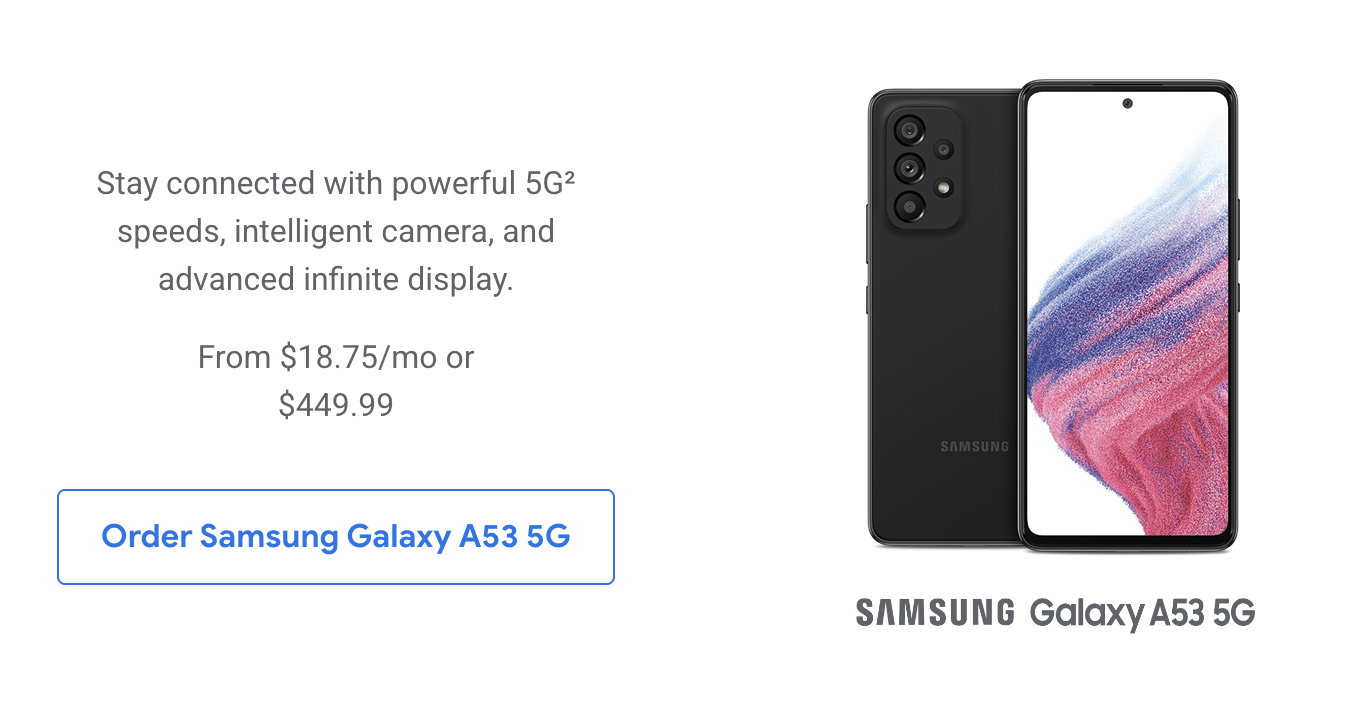 Stay connected with powerful 5G²
speeds, intelligent camera, and
advanced infinite display.
From $18.75/mo or
$449.99
Order Samsung Galaxy A53 5G
SAMSUNG
SAMSUNG Galaxy A53 5G